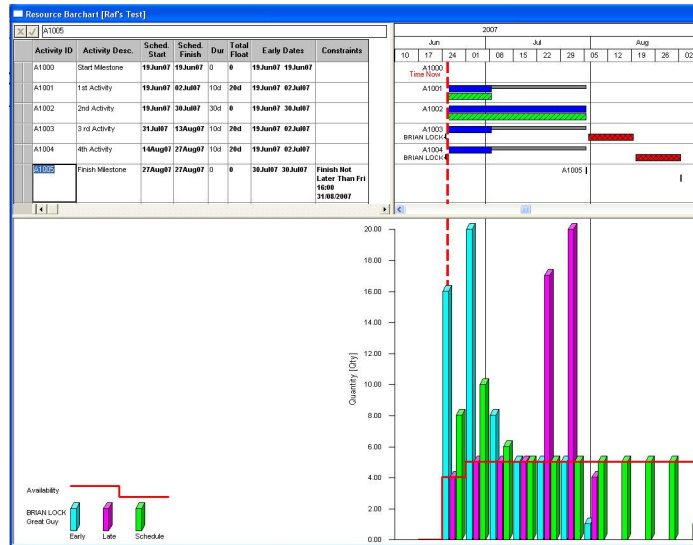 Resource Barchart [Raf's Test]
A1005
Activity ID Activity Desc. Sched. Start Sched. Finish Dur Total Float Early Dates Constraints
A1000 Start Milestone 19Jun07 19Jun07 0 0 19Jun07 19Jun07
A1001 1st Activity 19Jun07 02Jul07 10d 20d 19Jun07 02Jul07
A1002 2nd Activity 19Jun07 30Jul07 30d 0 19Jun07 30Jul07
A1003 3 rd Activity 31Jul07 13Aug07 10d 20d 19Jun07 02Jul07
A1004 4th Activity 14Aug07 27Aug07 10d 20d 19Jun07 02Jul07
A1005 Finish Milestone 27Aug07 27Aug07 0 0 30Jul07 30Jul07 Finish Not
Later Than Fri
16:00
31/08/2007
2007
Jun Jul Aug
10 17 24 01 08 15 22 29 05 12 19 26 02
A1000
Time Now
A1001
A1002
A1003
BRIAN LOCK
A1004
BRIAN LOCK
A1005
20.00
18.00
16.00
14.00
12.00
10.00
8.00
6.00
4.00
2.00
0.00
Quantity [Qty]
Availability
BRIAN LOCK
Great Guy
Early Late Schedule